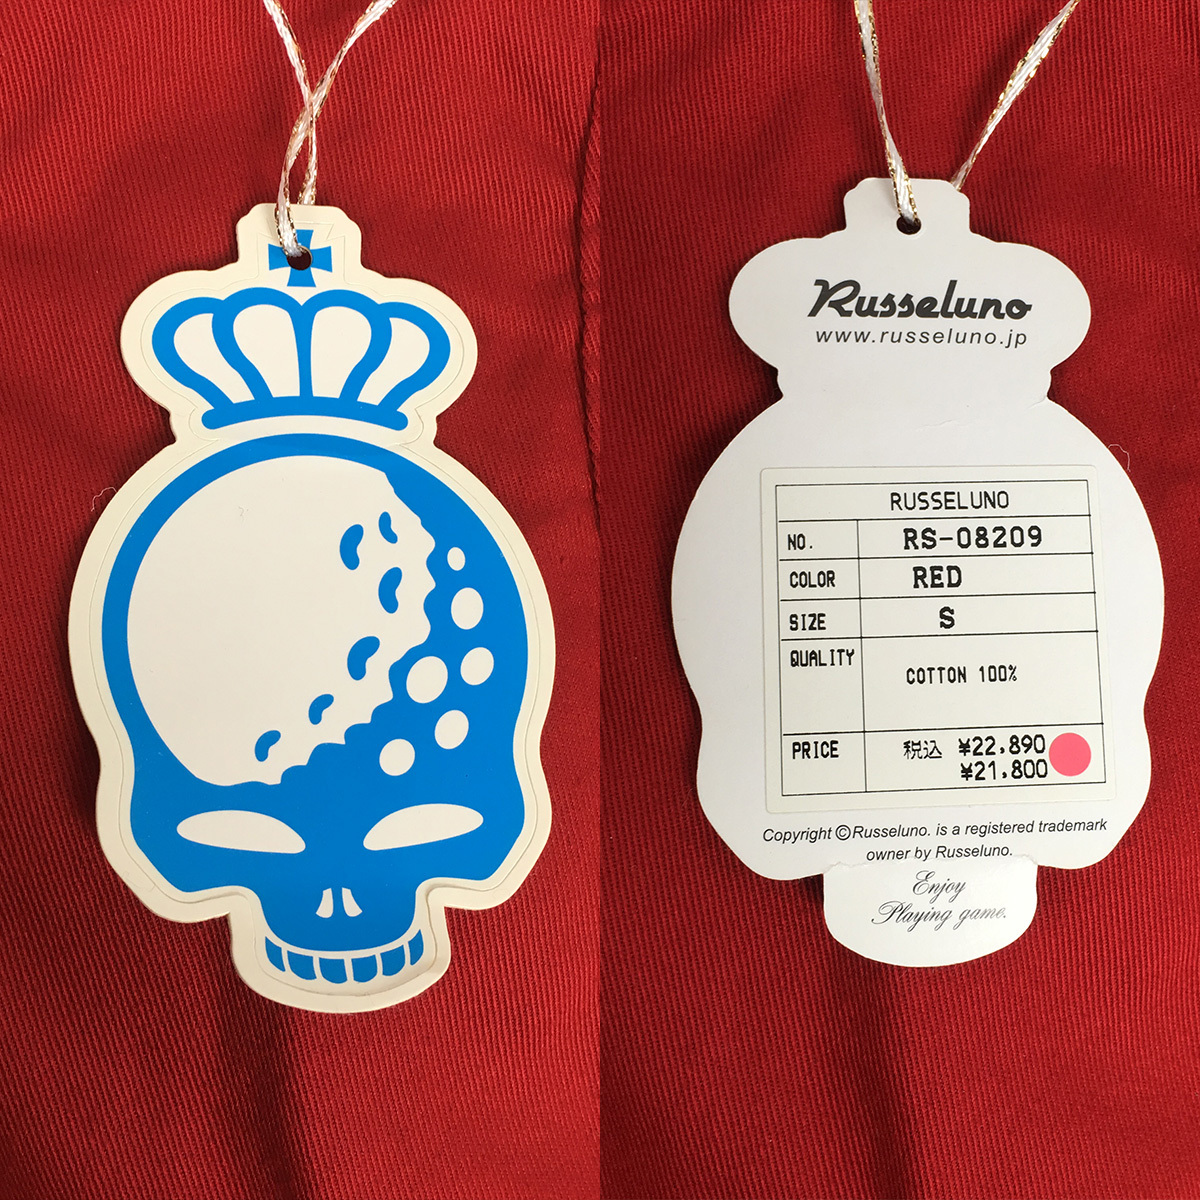 Russeluno
www.russeluno.jp
RUSSELUNO
NO. RS-08209
COLOR RED
SIZE S
QUALITY
COTTON 100%
PRICE 税込 ¥22,890
¥21,800
Copyright ©Russeluno. is a registered trademark
owner by Russeluno.
Enjoy
Playing game.